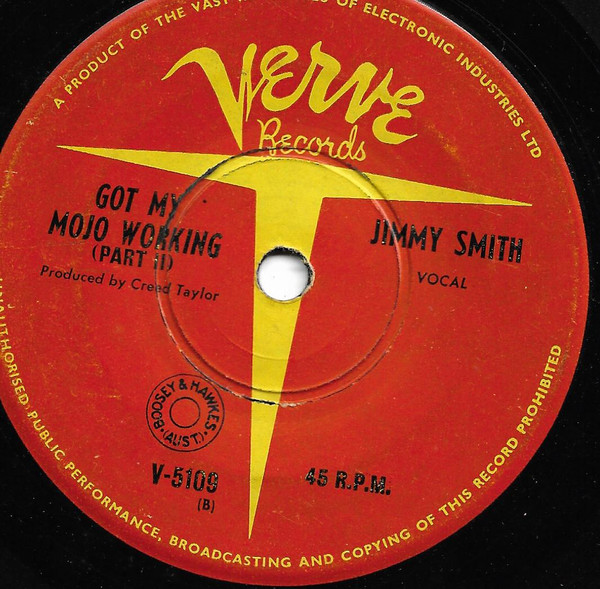 A PRODUCT OF THE VAST RES OF ELECTRONIC INDUSTRIES LTD
Verve
Records
GOT MY
MOJO WORKING
(PART II)
Produced by Creed Taylor
JIMMY SMITH
VOCAL
BOOSEY & HAWKES
(AUST.)
V-5109
(B)
45 R.P.M.
UNAUTHORISED PUBLIC PERFORMANCE, BROADCASTING AND COPYING OF THIS RECORD PROHIBITED